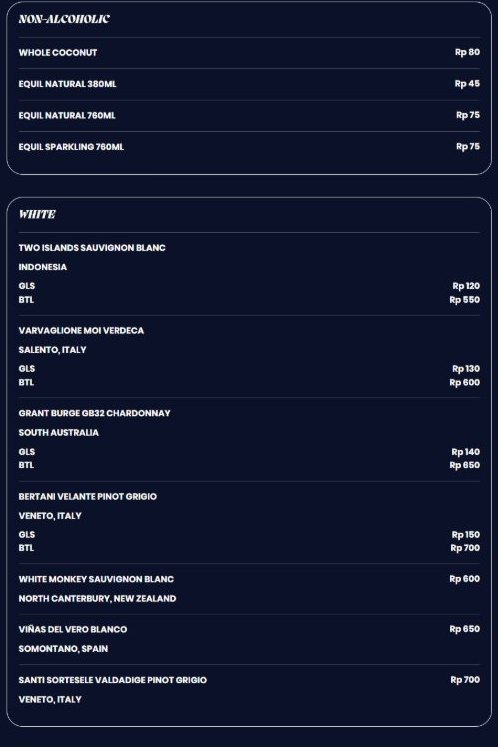 NON-ALCOHOLIC
WHOLE COCONUT Rp 80
EQUIL NATURAL 380ML Rp 45
EQUIL NATURAL 760ML Rp 75
EQUIL SPARKLING 760ML Rp 75
WHITE
TWO ISLANDS SAUVIGNON BLANC
INDONESIA
GLS Rp 120
BTL Rp 550
VARVAGLIONE MOI VERDECA
SALENTO, ITALY
GLS Rp 130
BTL Rp 600
GRANT BURGE GB32 CHARDONNAY
SOUTH AUSTRALIA
GLS Rp 140
BTL Rp 650
BERTANI VELANTE PINOT GRIGIO
VENETO, ITALY
GLS Rp 150
BTL Rp 700
WHITE MONKEY SAUVIGNON BLANC Rp 600
NORTH CANTERBURY, NEW ZEALAND
VIÑAS DEL VERO BLANCO Rp 650
SOMONTANO, SPAIN
SANTI SORTESELE VALDADIGE PINOT GRIGIO Rp 700
VENETO, ITALY